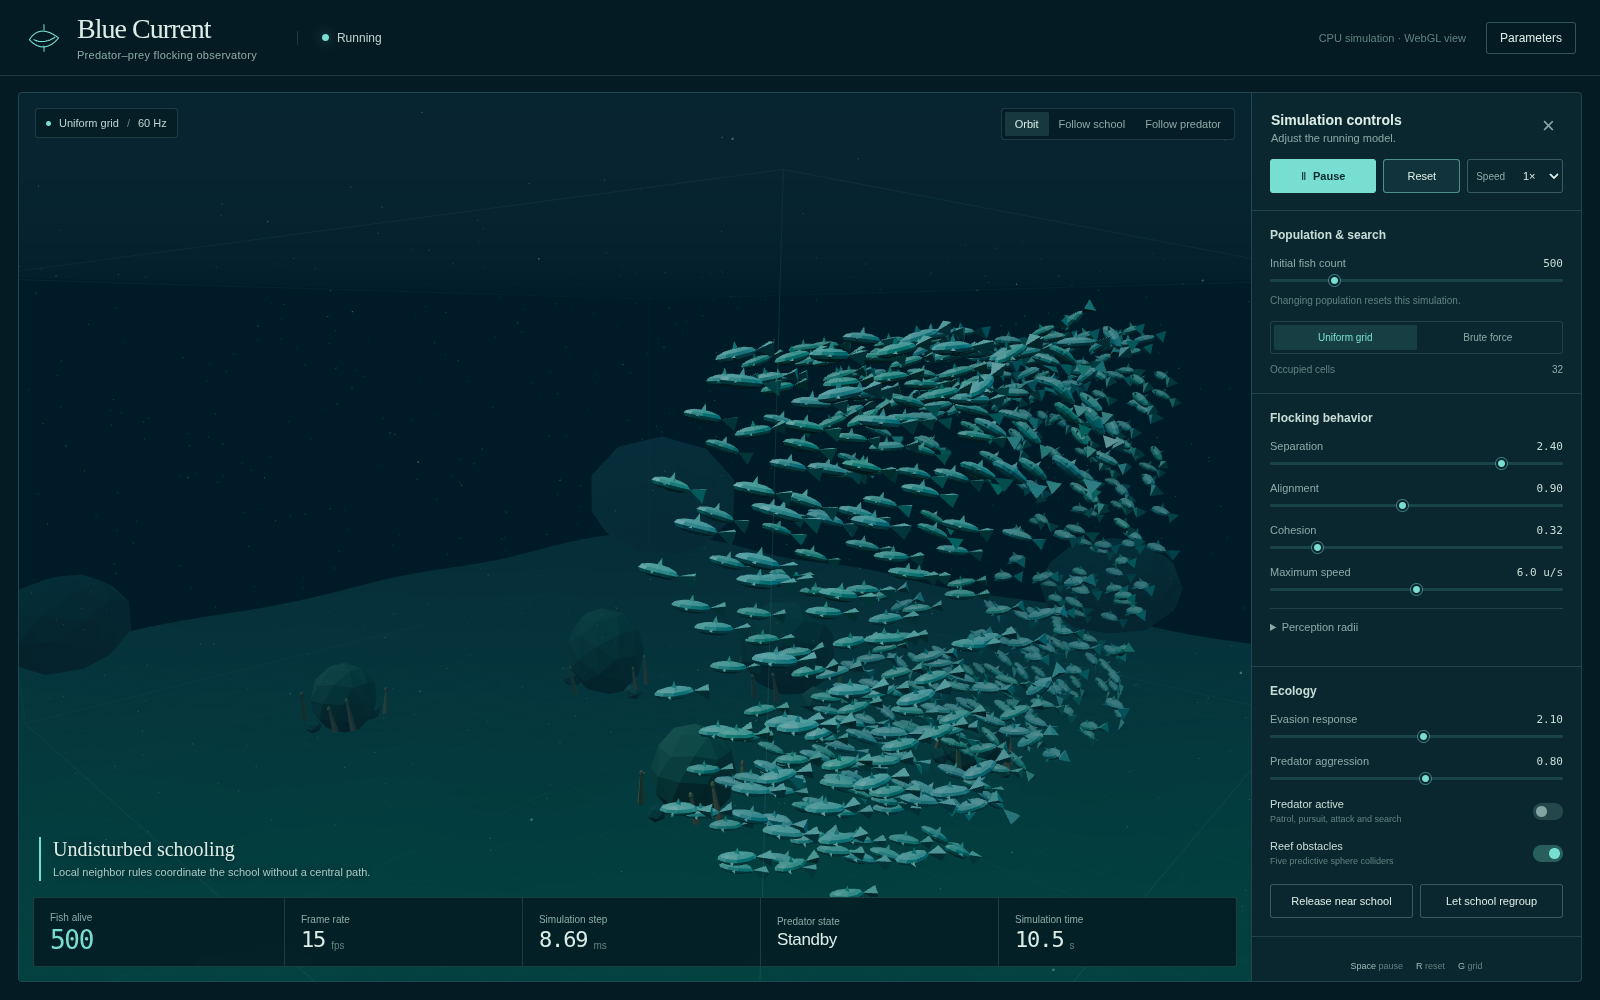 Blue Current
Predator–prey flocking observatory
Running
CPU simulation · WebGL view
Parameters
Uniform grid / 60 Hz
Orbit
Follow school
Follow predator
Simulation controls
Adjust the running model.
Pause
Reset
Speed 1×
Population & search
Initial fish count 500
Changing population resets this simulation.
Uniform grid
Brute force
Occupied cells 32
Flocking behavior
Separation 2.40
Alignment 0.90
Cohesion 0.32
Maximum speed 6.0 u/s
Perception radii
Ecology
Evasion response 2.10
Predator aggression 0.80
Predator active
Patrol, pursuit, attack and search
Reef obstacles
Five predictive sphere colliders
Release near school
Let school regroup
Space pause R reset G grid
Undisturbed schooling
Local neighbor rules coordinate the school without a central path.
Fish alive
500
Frame rate
15 fps
Simulation step
8.69 ms
Predator state
Standby
Simulation time
10.5 s